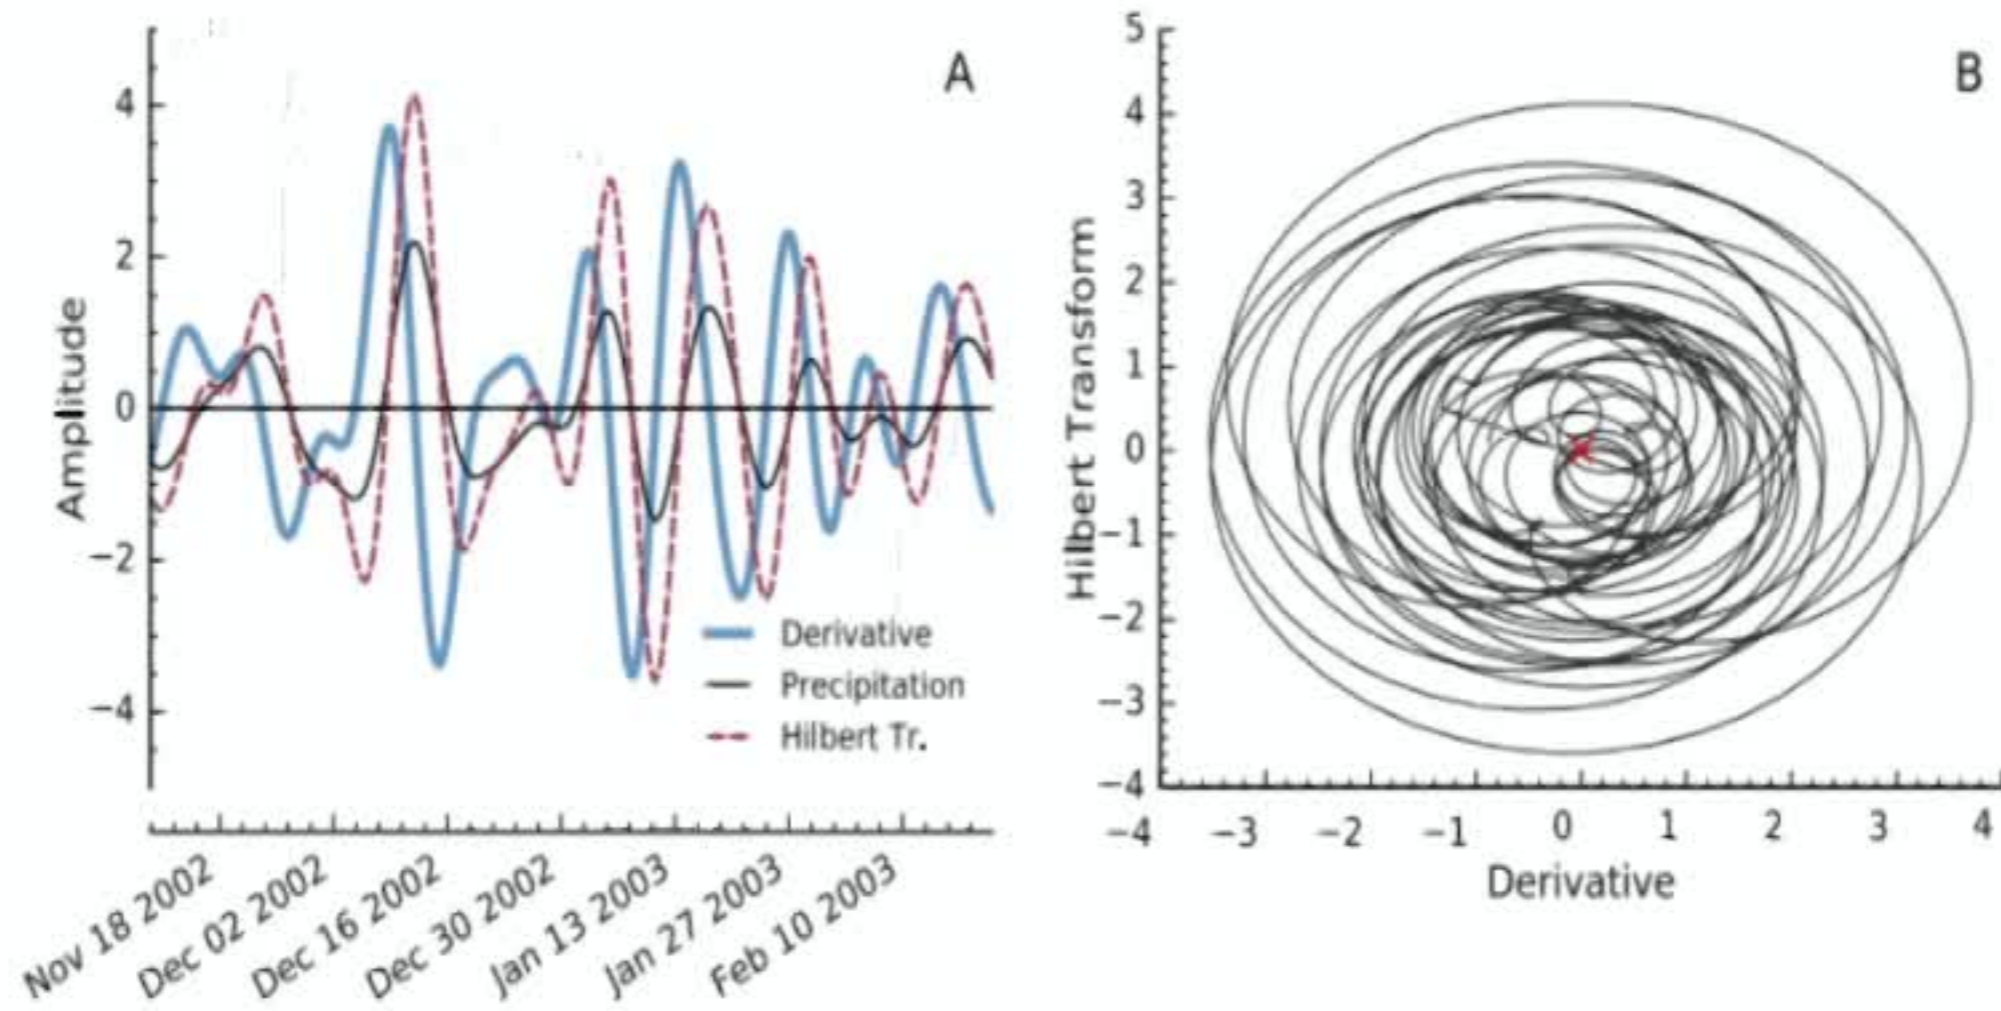 A
4
2
0
−2
−4
Amplitude
Derivative
Precipitation
Hilbert Tr.
Nov 18 2002
Dec 02 2002
Dec 16 2002
Dec 30 2002
Jan 13 2003
Jan 27 2003
Feb 10 2003
B
5
4
3
2
1
0
−1
−2
−3
−4
Hilbert Transform
−4 −3 −2 −1 0 1 2 3 4
Derivative